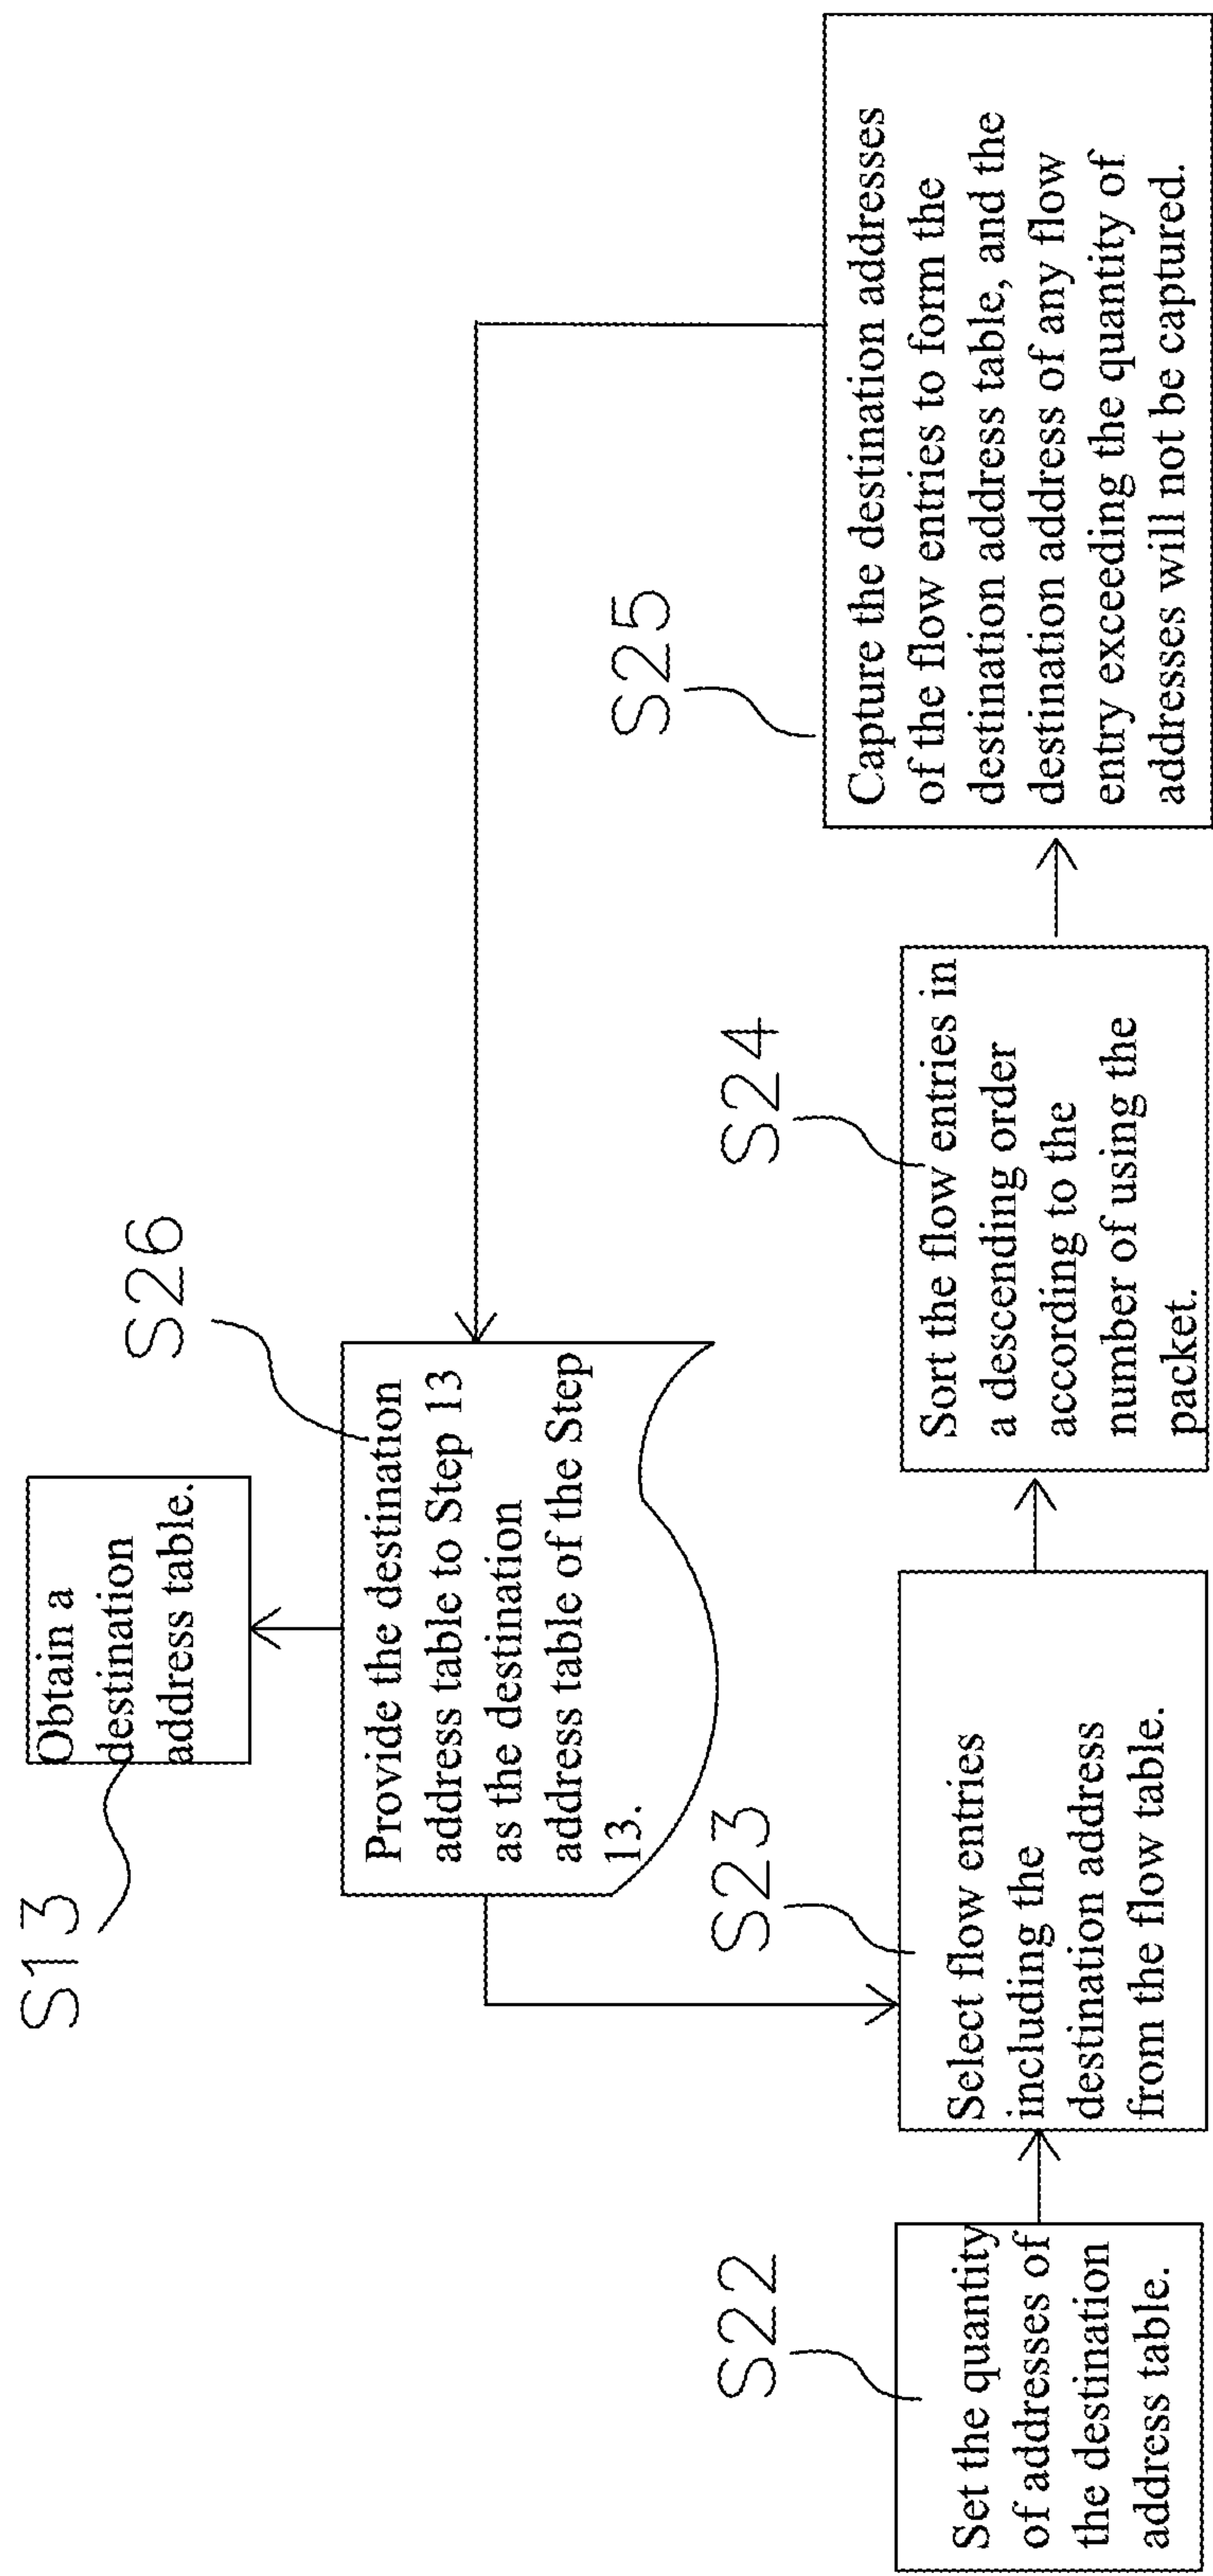 S13
Obtain a
destination
address table.
S26
Provide the destination
address table to Step 13
as the destination
address table of the Step
13.
S22
Set the quantity
of addresses of
the destination
address table.
S23
Select flow entries
including the
destination address
from the flow table.
S24
Sort the flow entries in
a descending order
according to the
number of using the
packet.
S25
Capture the destination addresses
of the flow entries to form the
destination address table, and the
destination address of any flow
entry exceeding the quantity of
addresses will not be captured.